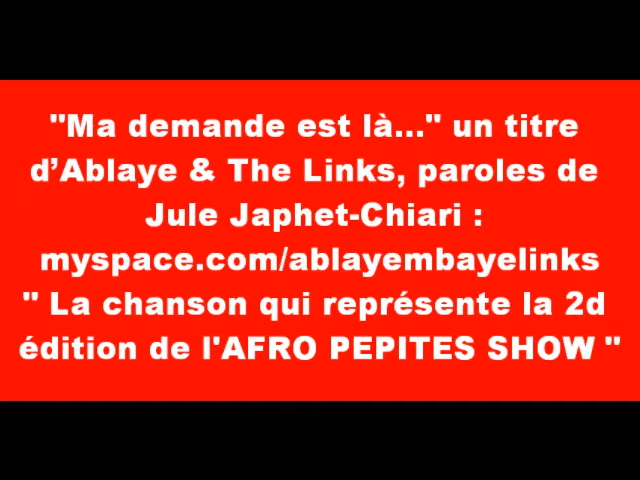 "Ma demande est là..." un titre
d’Ablaye & The Links, paroles de
Jule Japhet-Chiari :
myspace.com/ablayembayelinks
" La chanson qui représente la 2d
édition de l'AFRO PEPITES SHOW "